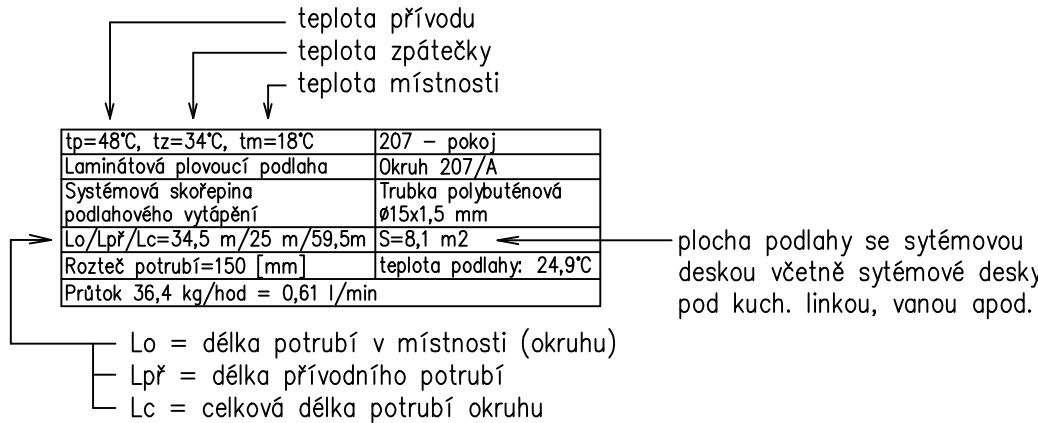 teplota přívodu
teplota zpátečky
teplota místnosti
tp=48°C, tz=34°C, tm=18°C
207 – pokoj
Laminátová plovoucí podlaha
Okruh 207/A
Systémová skořepina
podlahového vytápění
Trubka polybuténová
ø15x1,5 mm
Lo/Lpř/Lc=34,5 m/25 m/59,5m
S=8,1 m2
Rozteč potrubí=150 [mm]
teplota podlahy: 24,9°C
Průtok 36,4 kg/hod = 0,61 l/min
plocha podlahy se sytémovou
deskou včetně sytémové desky
pod kuch. linkou, vanou apod.
Lo = délka potrubí v místnosti (okruhu)
Lpř = délka přívodního potrubí
Lc = celková délka potrubí okruhu